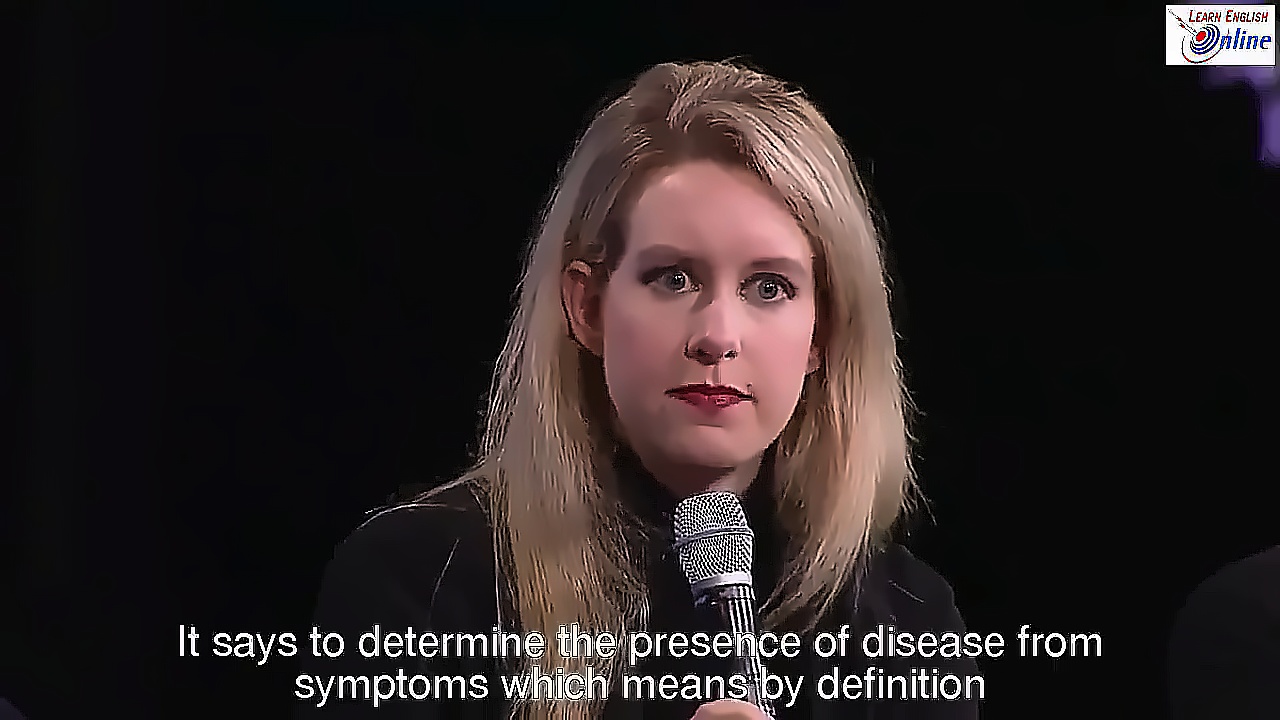 LEARN ENGLISH
Online
It says to determine the presence of disease from
symptoms which means by definition